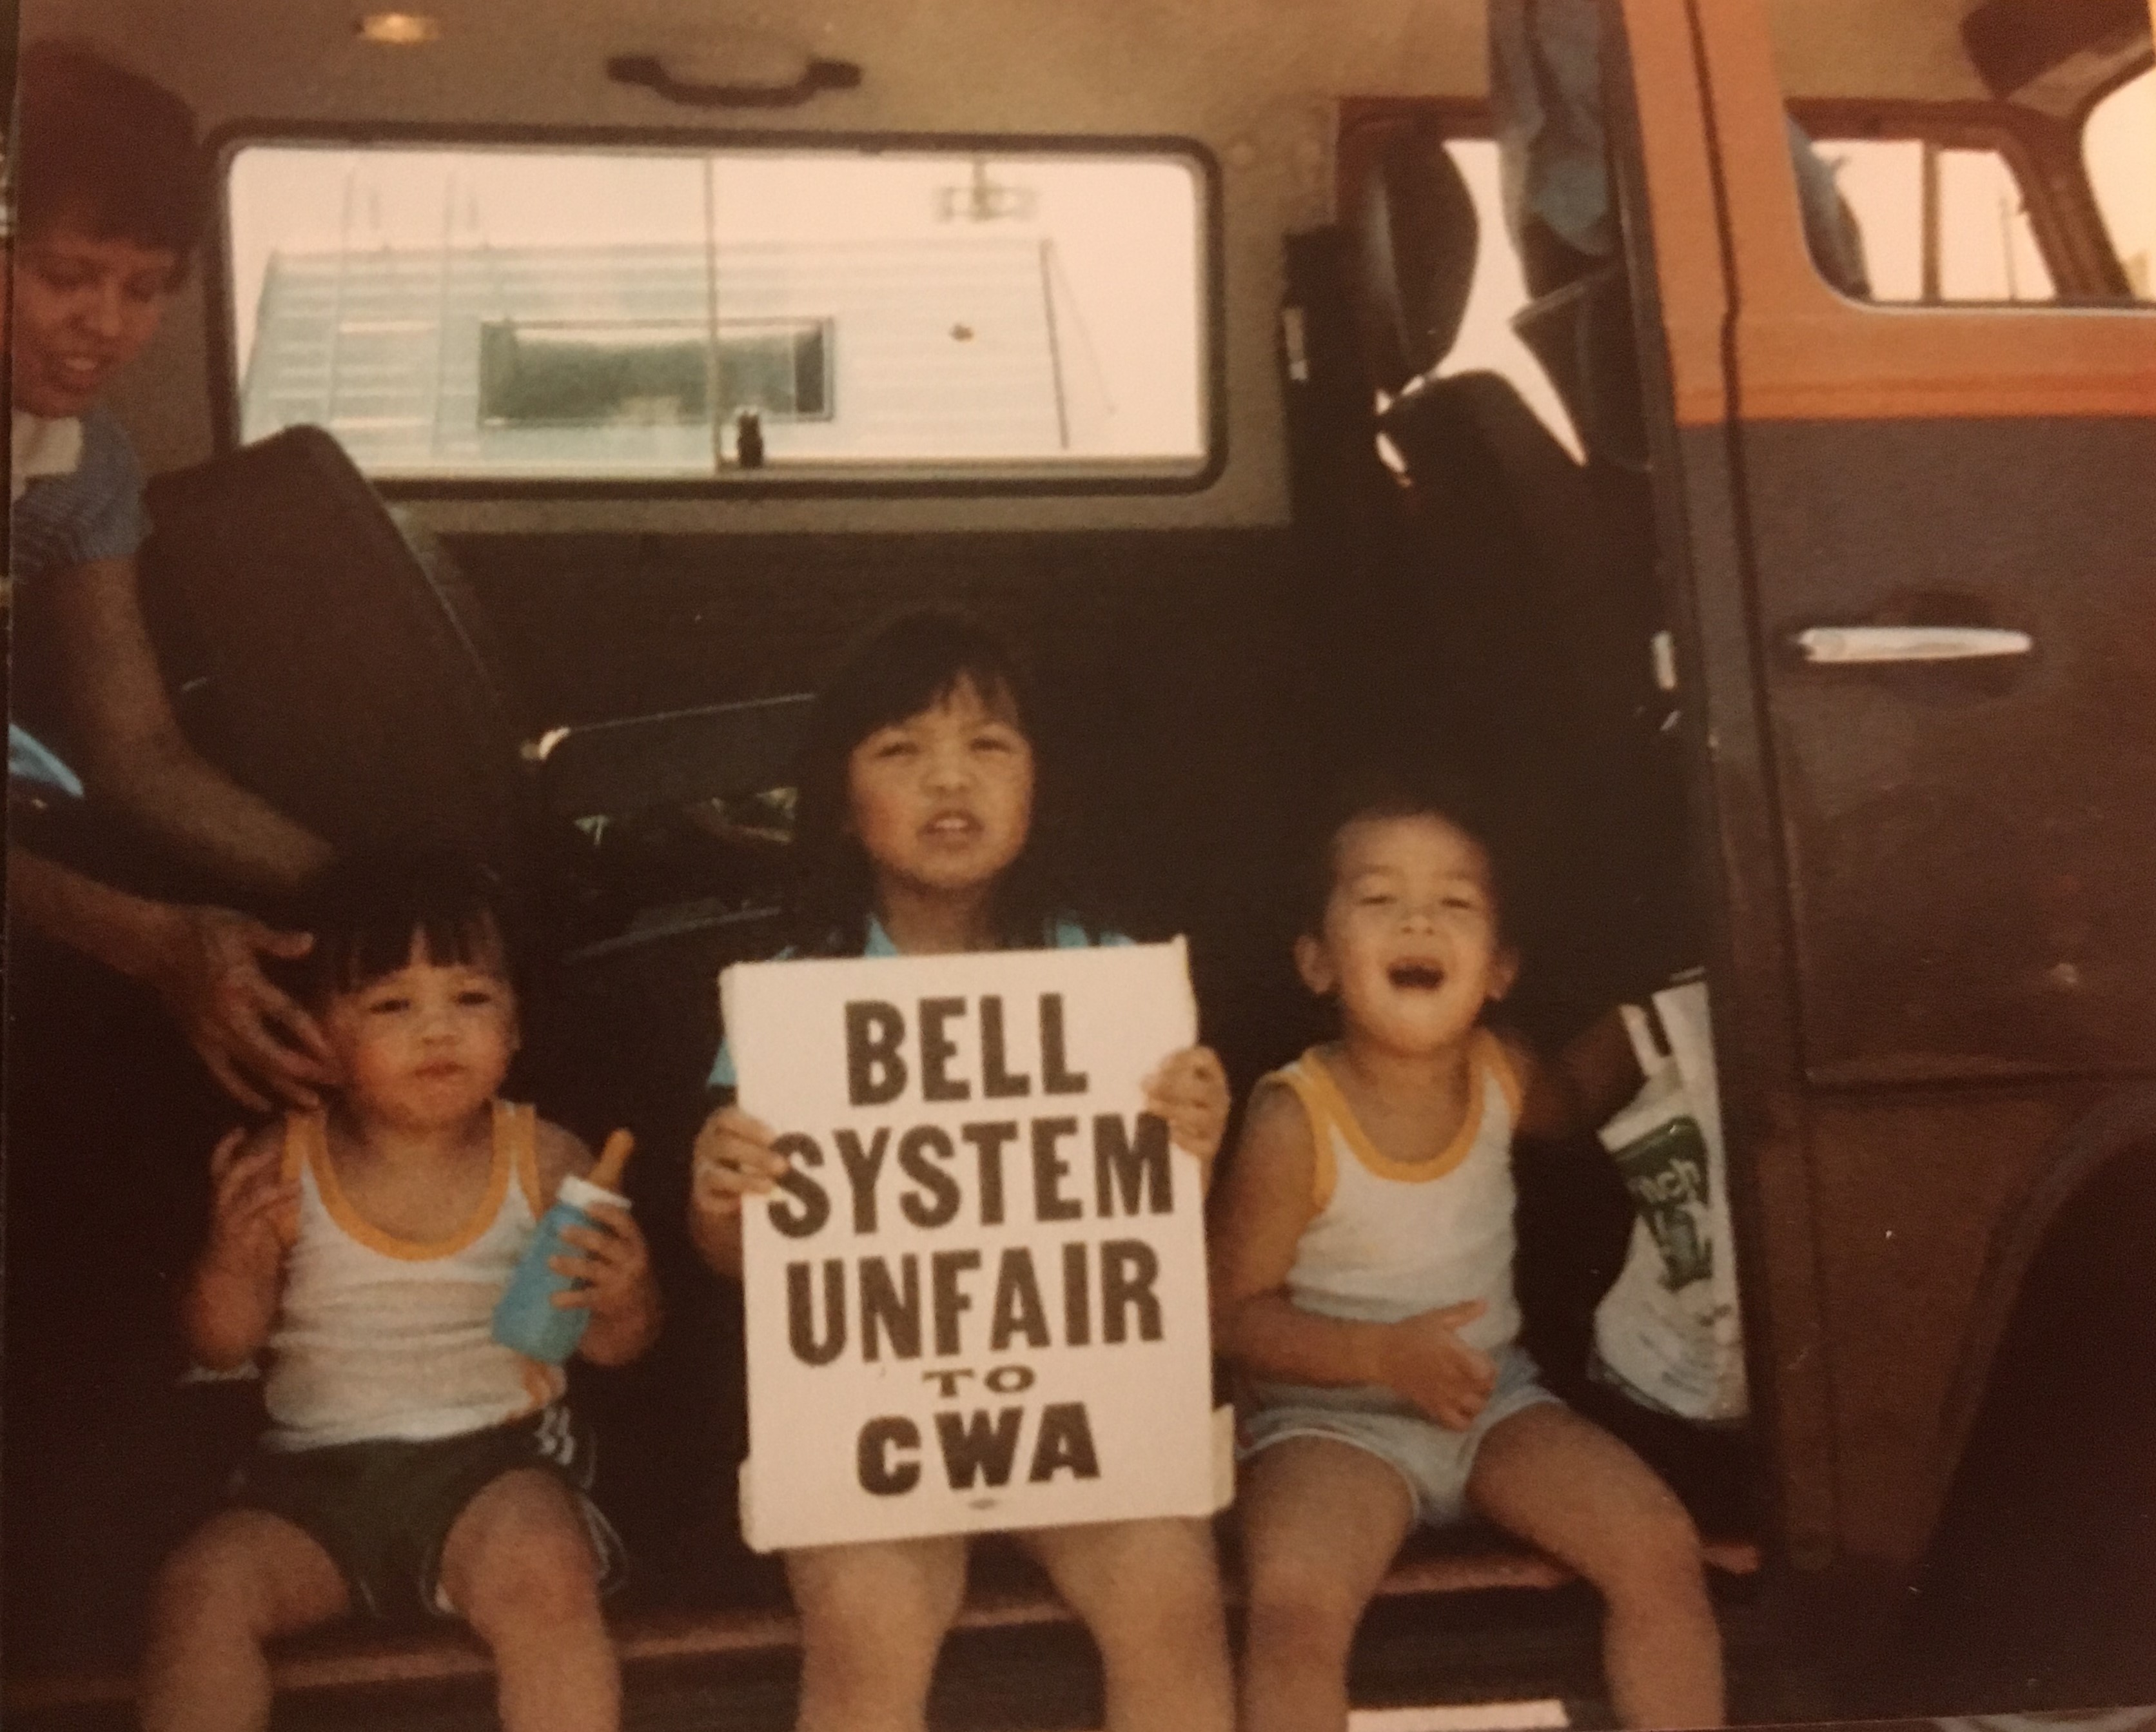 BELL
SYSTEM
UNFAIR
TO
CWA